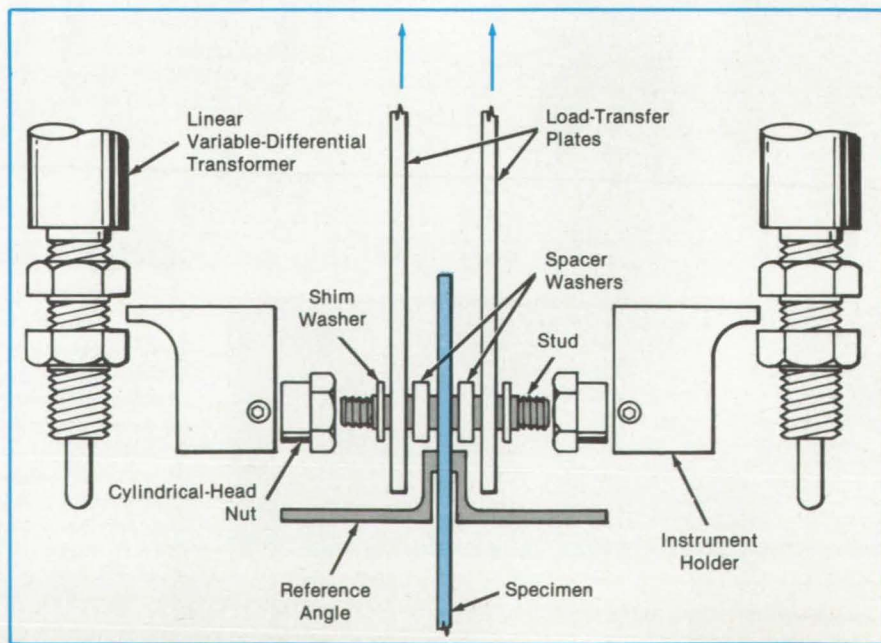 Linear
Variable-Differential
Transformer
Load-Transfer
Plates
Spacer
Washers
Shim
Washer
Stud
Cylindrical-Head
Nut
Instrument
Holder
Reference
Angle
Specimen